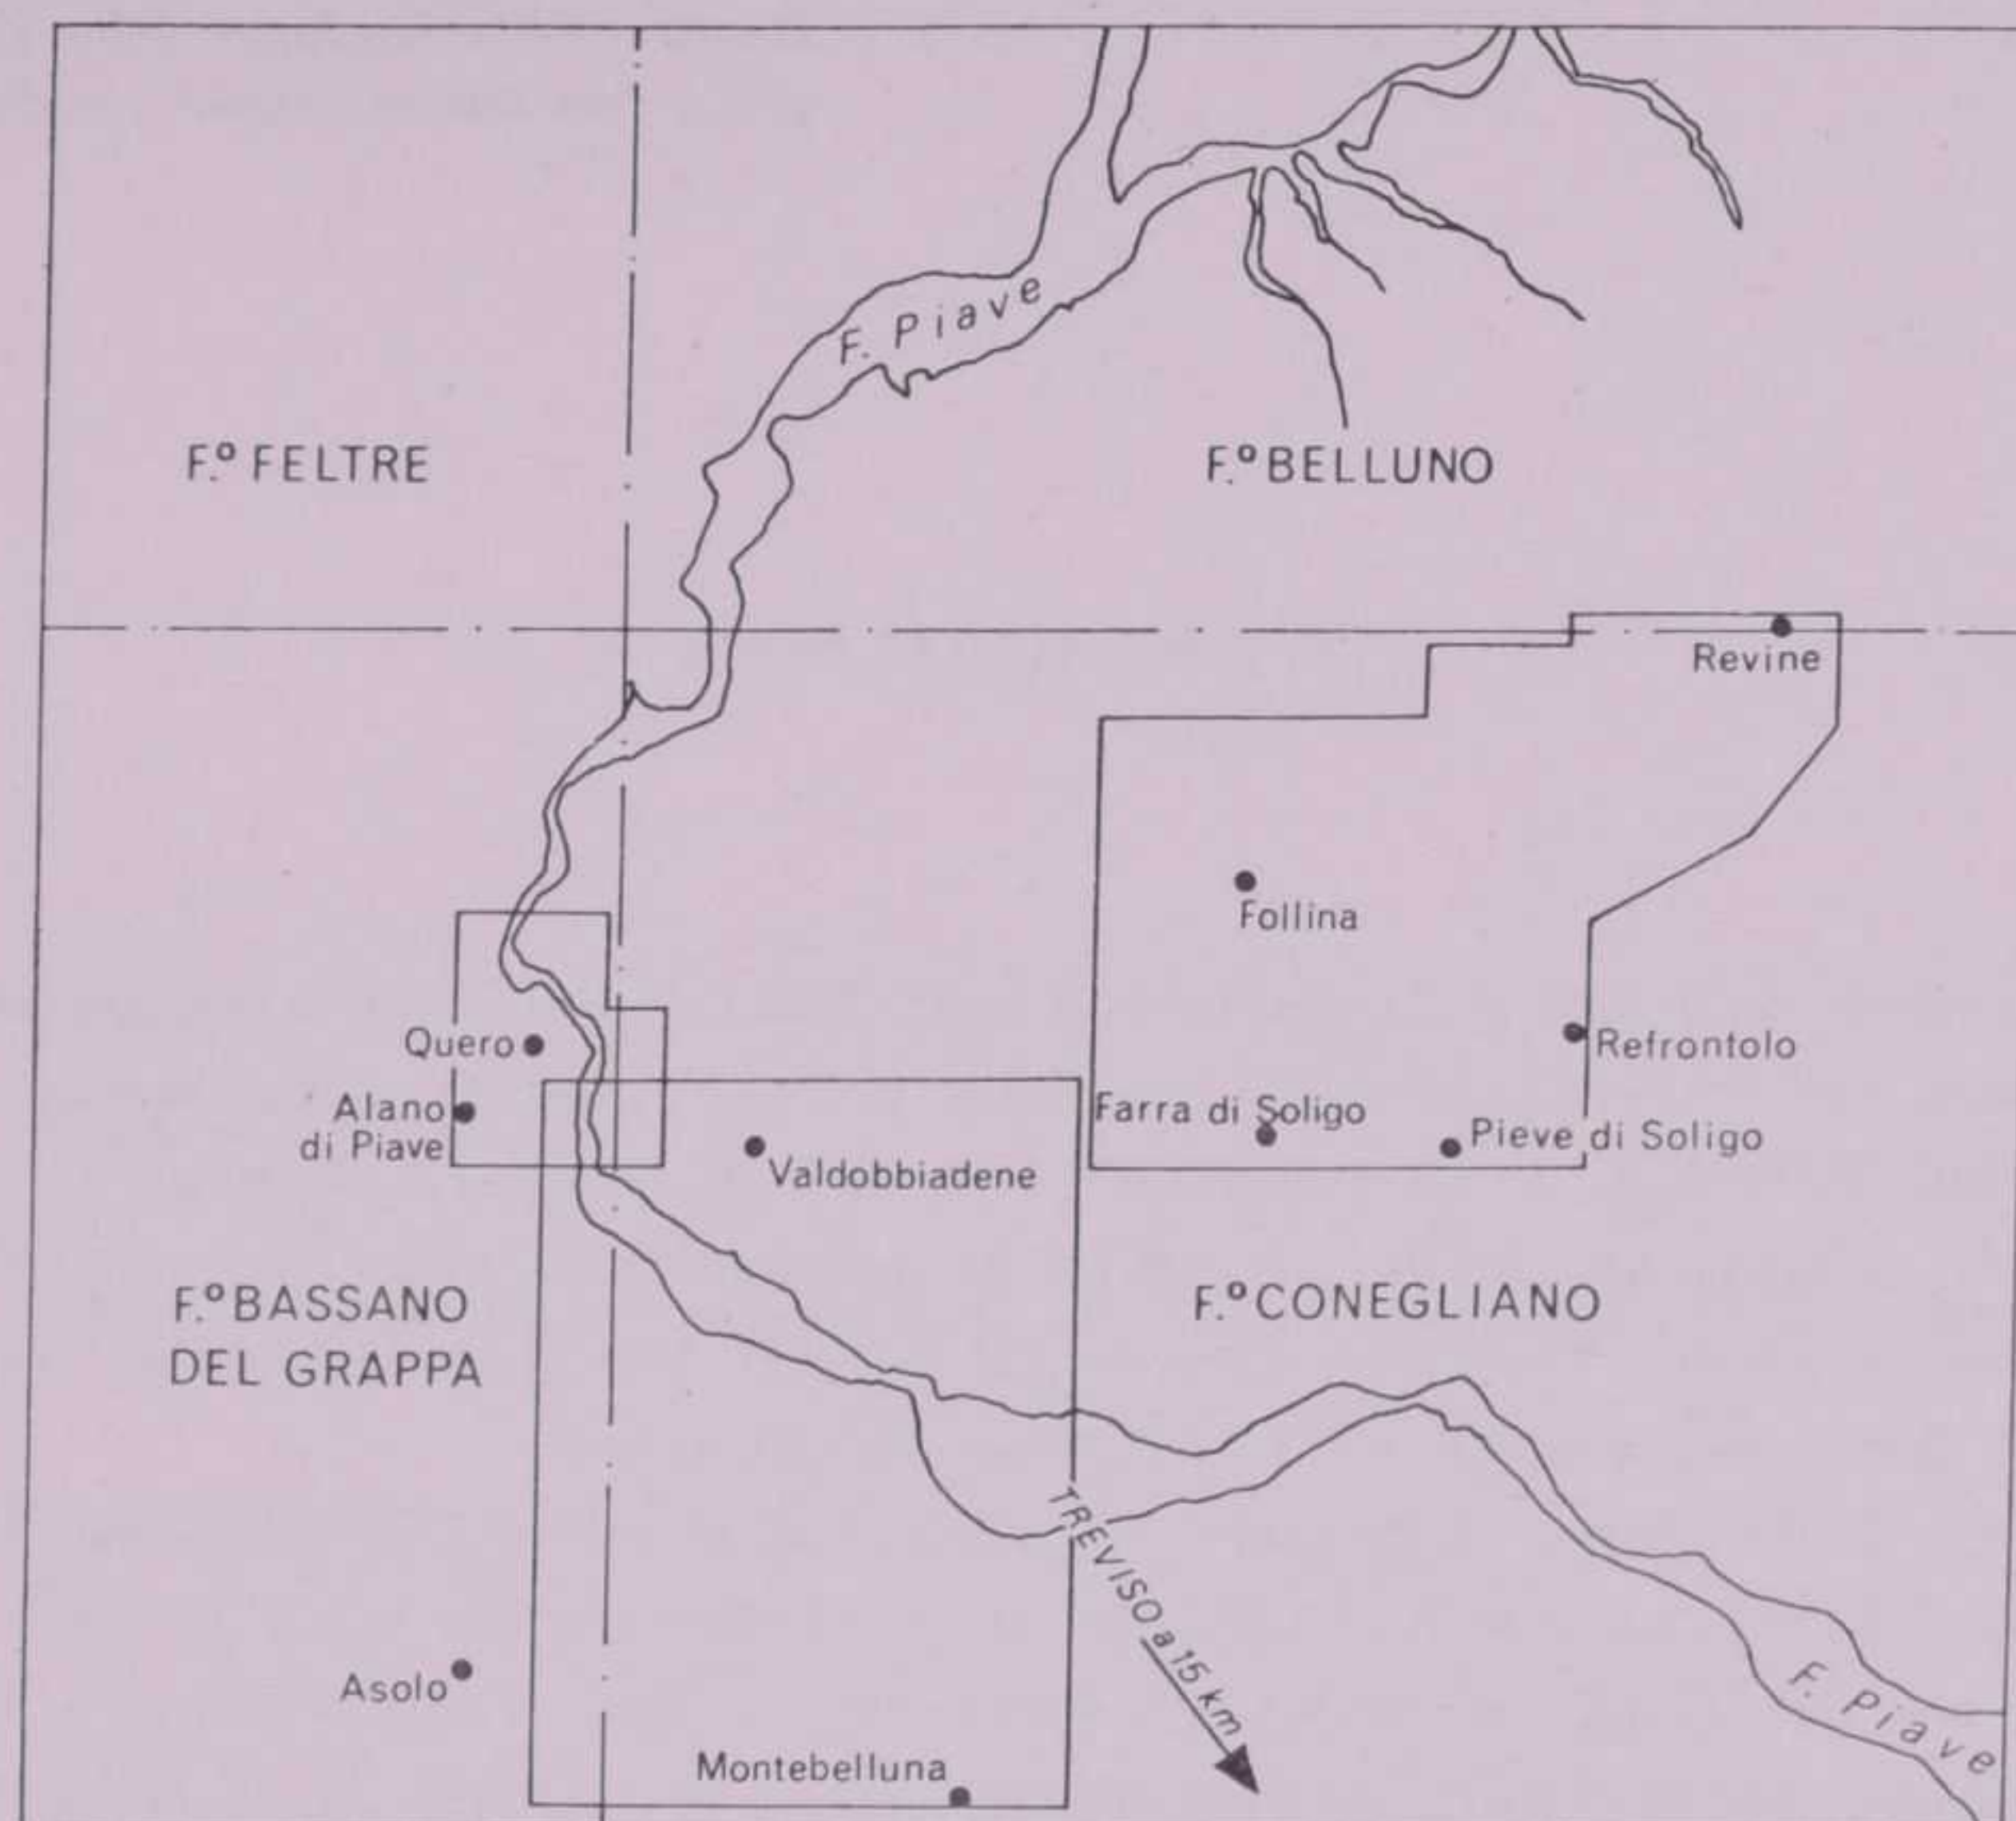 F. Piave
F.º FELTRE
F.º BELLUNO
Revine
Follina
Quero
Refrontolo
Alano
di Piave
Farra di Soligo
Pieve di Soligo
Valdobbiadene
F.º BASSANO
DEL GRAPPA
F.º CONEGLIANO
TREVISO a 15 km
Asolo
F. Piave
Montebelluna